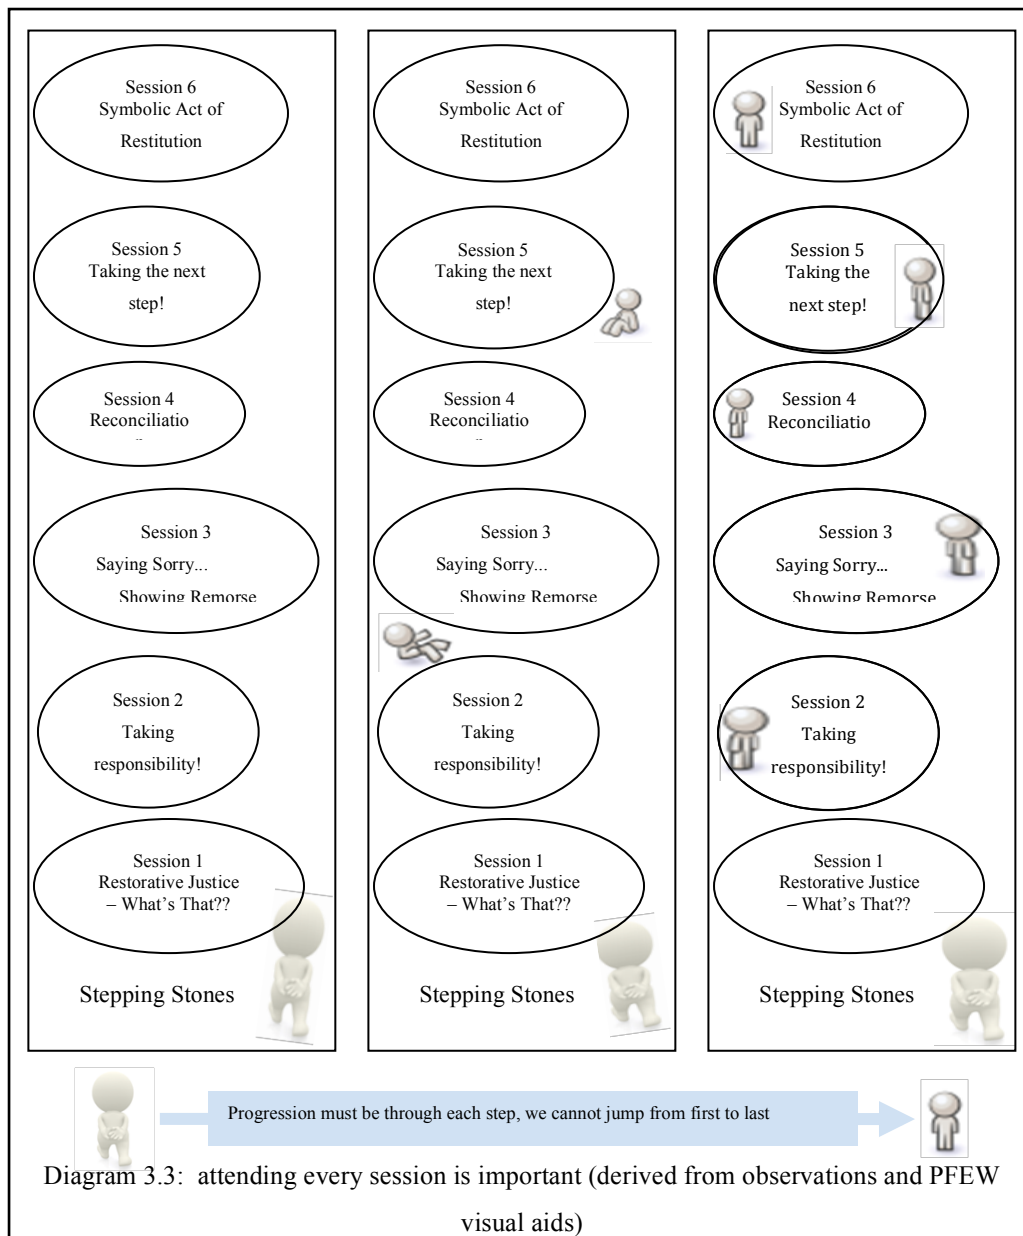 Session 6
Symbolic Act of
Restitution
Session 5
Taking the next
step!
Session 4
Reconciliatio
Session 3
Saying Sorry...
Showing Remorse
Session 2
Taking
responsibility!
Session 1
Restorative Justice
– What's That??
Stepping Stones
Session 6
Symbolic Act of
Restitution
Session 5
Taking the next
step!
Session 4
Reconciliatio
Session 3
Saying Sorry...
Showing Remorse
Session 2
Taking
responsibility!
Session 1
Restorative Justice
– What's That??
Stepping Stones
Session 6
Symbolic Act of
Restitution
Session 5
Taking the
next step!
Session 4
Reconciliatio
Session 3
Saying Sorry...
Showing Remorse
Session 2
Taking
responsibility!
Session 1
Restorative Justice
– What's That??
Stepping Stones
Progression must be through each step, we cannot jump from first to last
Diagram 3.3: attending every session is important (derived from observations and PFEW
visual aids)